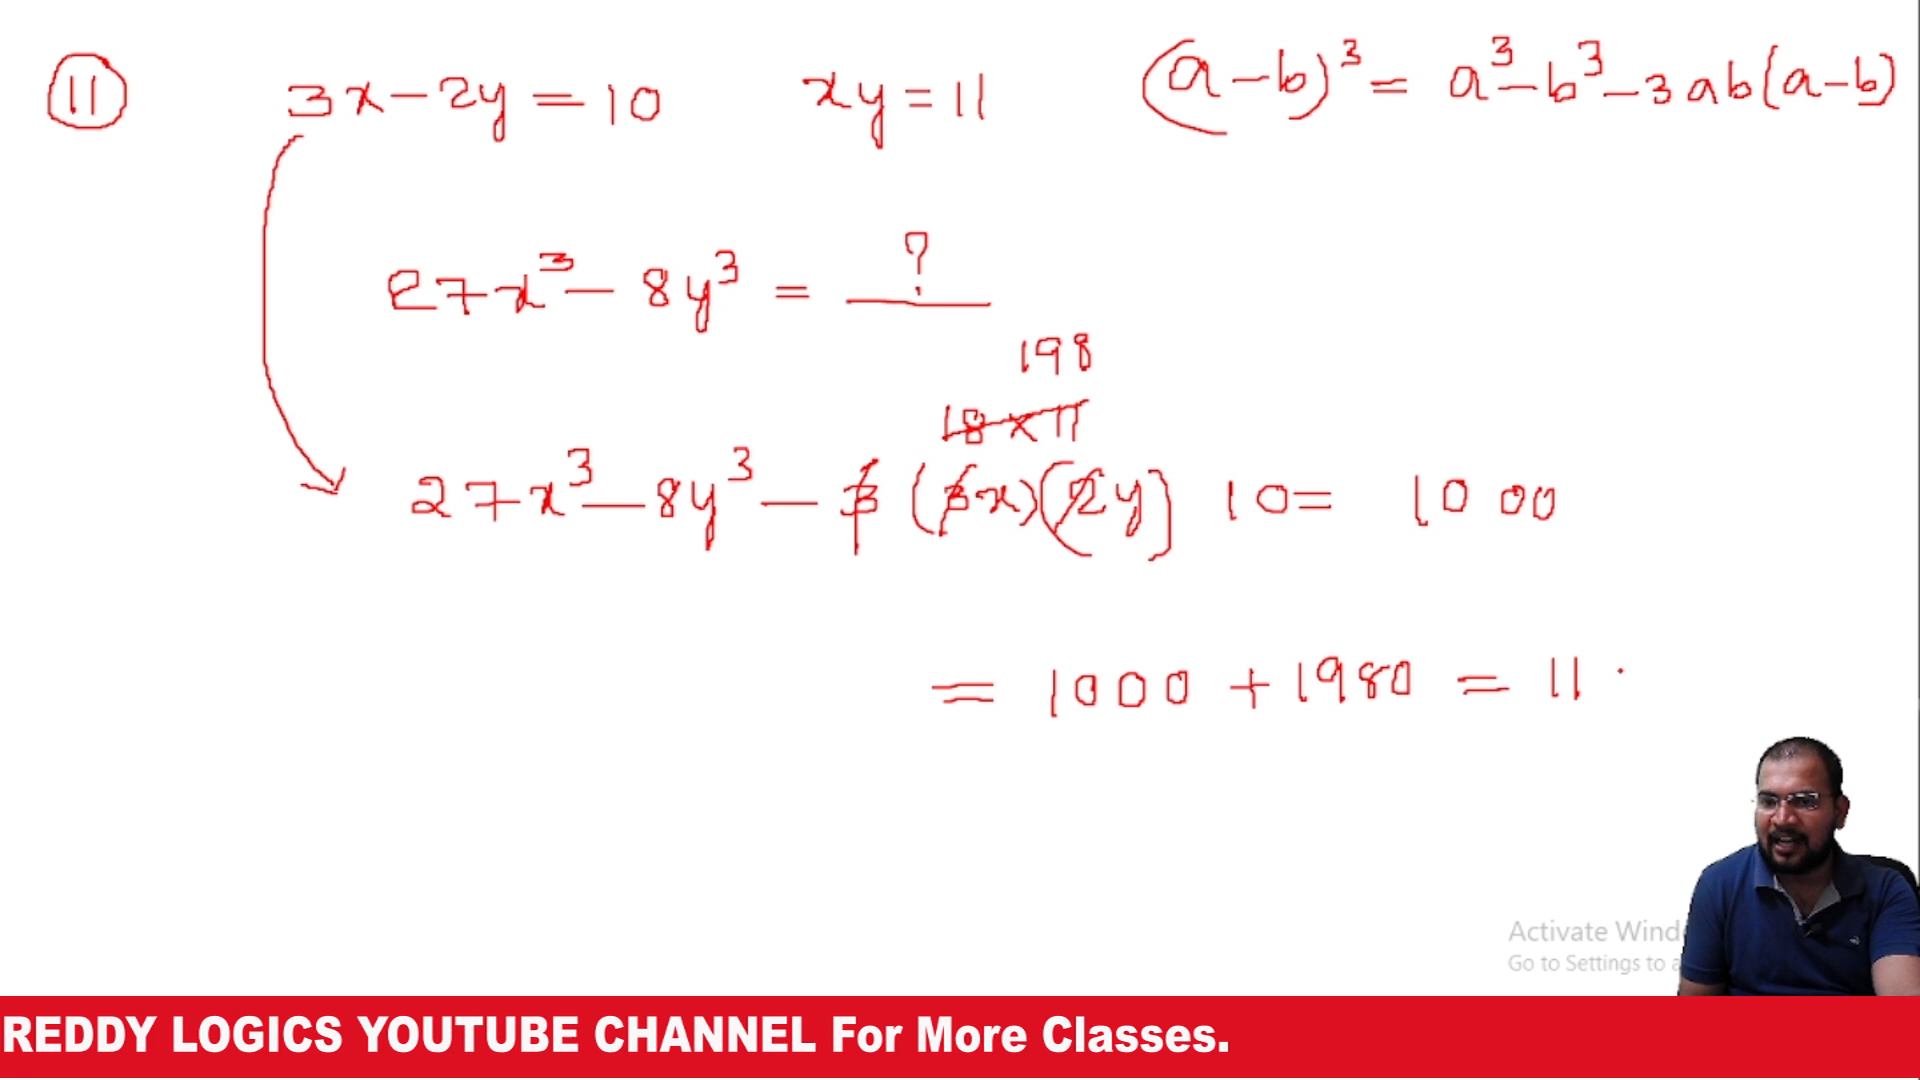 11 3x-2y=10 xy=11 (a-b)³ = a³-b³-3ab(a-b)
27x³-8y³ = ?
198
18×11
27x³-8y³-3(3x)(2y) 10= 1000
= 1000+1980 = 11
Activate Wind
Go to Settings to a
REDDY LOGICS YOUTUBE CHANNEL For More Classes.